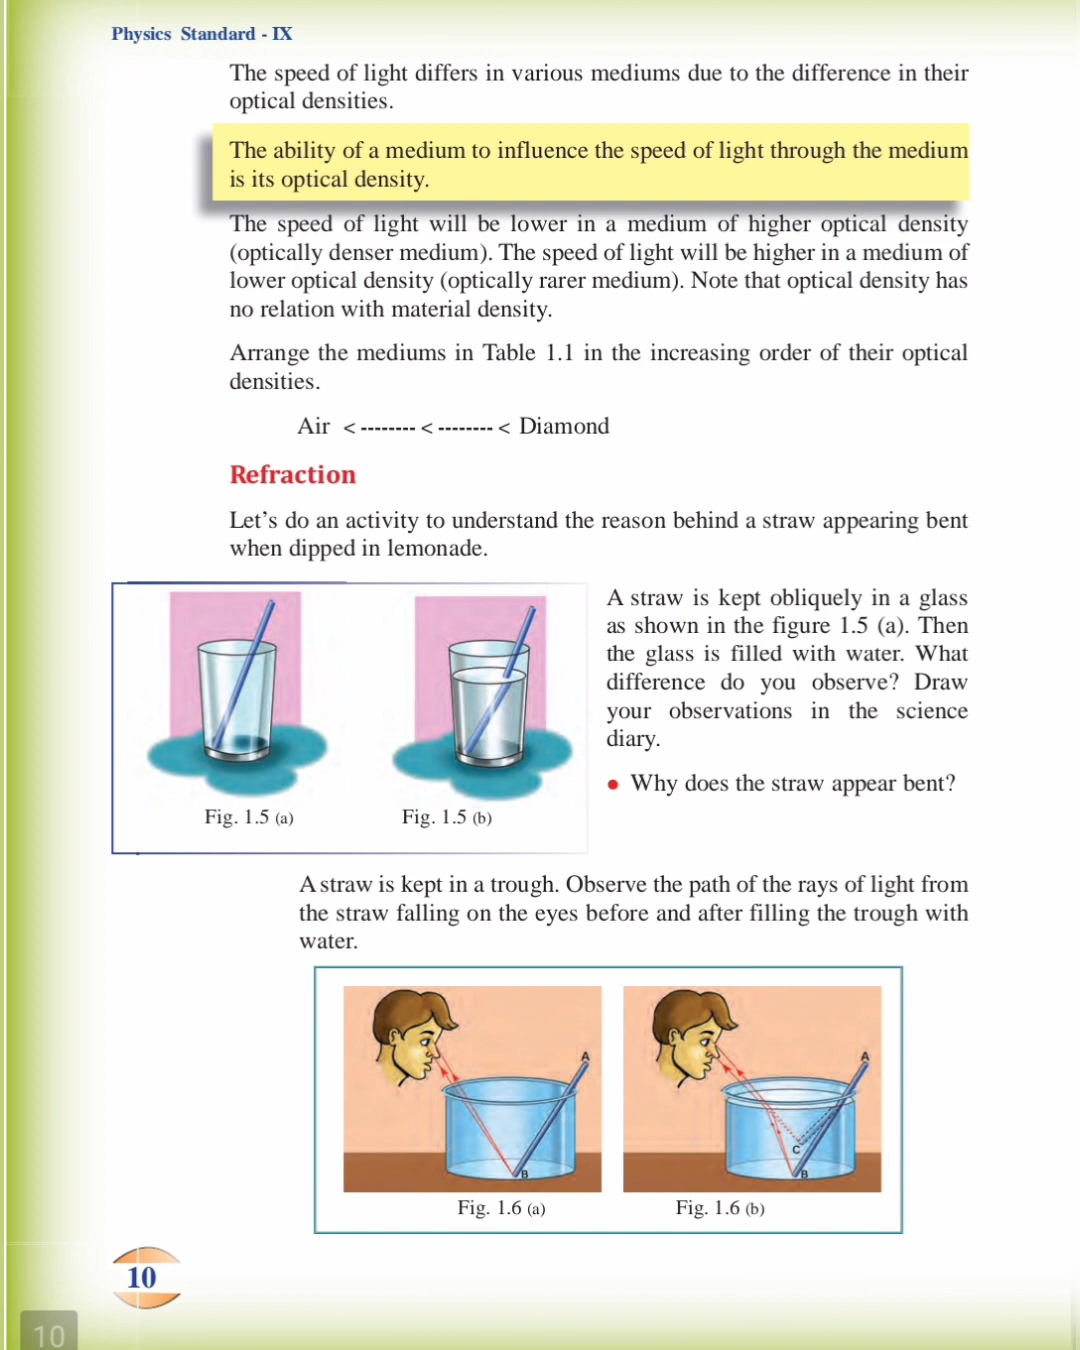 Physics Standard - IX
The speed of light differs in various mediums due to the difference in their
optical densities.
The ability of a medium to influence the speed of light through the medium
is its optical density.
The speed of light will be lower in a medium of higher optical density
(optically denser medium). The speed of light will be higher in a medium of
lower optical density (optically rarer medium). Note that optical density has
no relation with material density.
Arrange the mediums in Table 1.1 in the increasing order of their optical
densities.
Air < -------- < -------- < Diamond
Refraction
Let's do an activity to understand the reason behind a straw appearing bent
when dipped in lemonade.
A straw is kept obliquely in a glass
as shown in the figure 1.5 (a). Then
the glass is filled with water. What
difference do you observe? Draw
your observations in the science
diary.
• Why does the straw appear bent?
Fig. 1.5 (a)
Fig. 1.5 (b)
A straw is kept in a trough. Observe the path of the rays of light from
the straw falling on the eyes before and after filling the trough with
water.
A
B
A
C
B
Fig. 1.6 (a)
Fig. 1.6 (b)
10
10